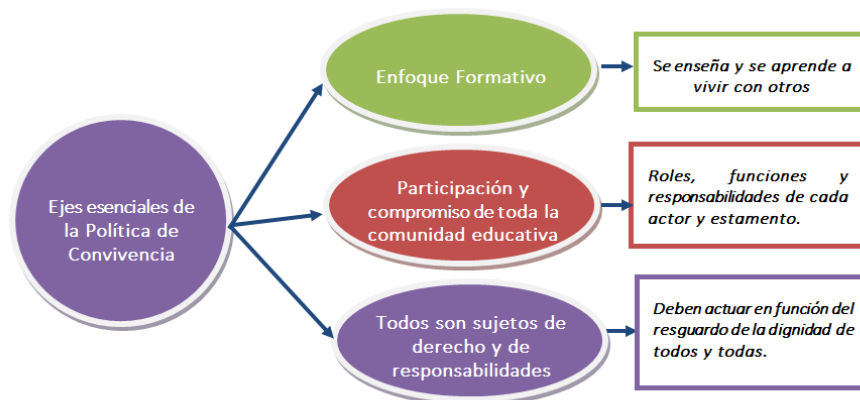 Ejes esenciales de
la Política de
Convivencia
Enfoque Formativo
Se enseña y se aprende a
vivir con otros
Participación y
compromiso de toda la
comunidad educativa
Roles, funciones y
responsabilidades de cada
actor y estamento.
Todos son sujetos de
derecho y de
responsabilidades
Deben actuar en función del
resguardo de la dignidad de
todos y todas.